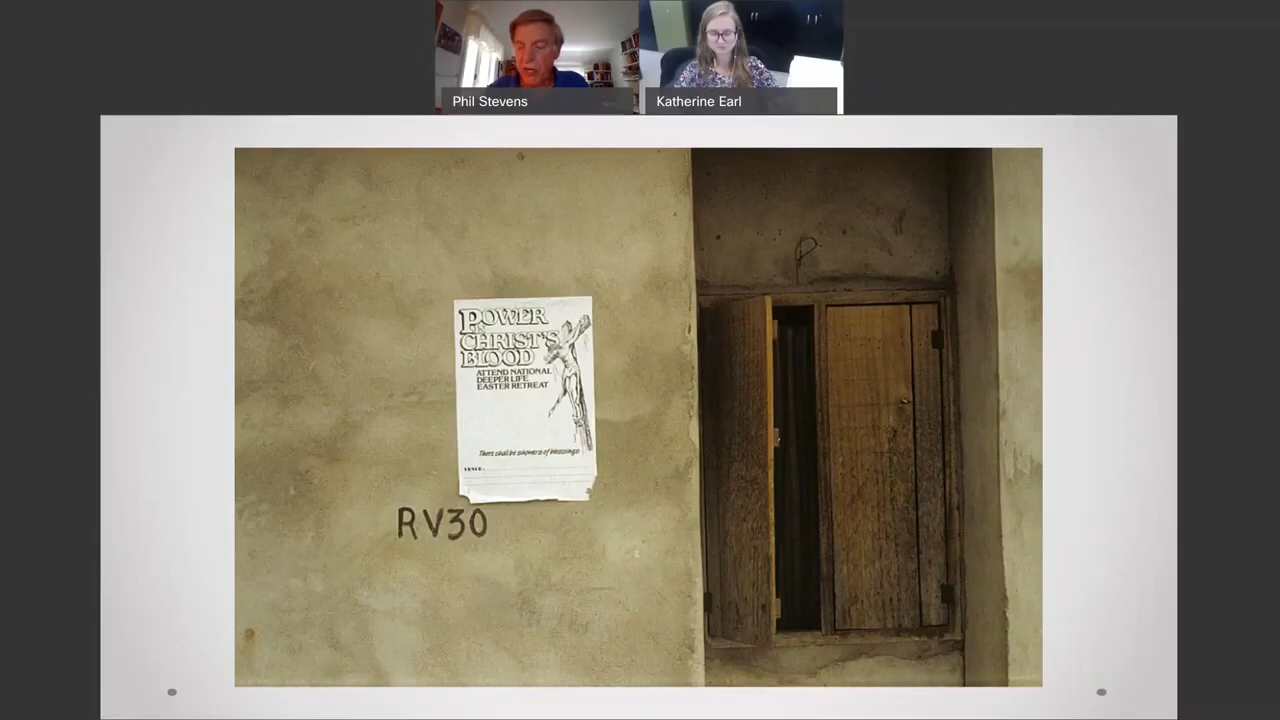 Phil Stevens
Katherine Earl
POWER
IN
CHRIST'S
BLOOD
ATTEND NATIONAL
DEEPER LIFE
EASTER RETREAT
There shall be showers of blessings
VENUE:
RV30
P